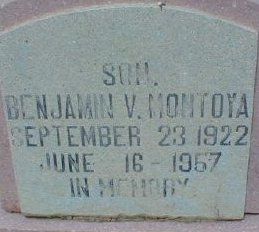 SON.
BENJAMIN V. MONTOYA
SEPTEMBER 23 1922
JUNE 16-1957
IN MEMORY